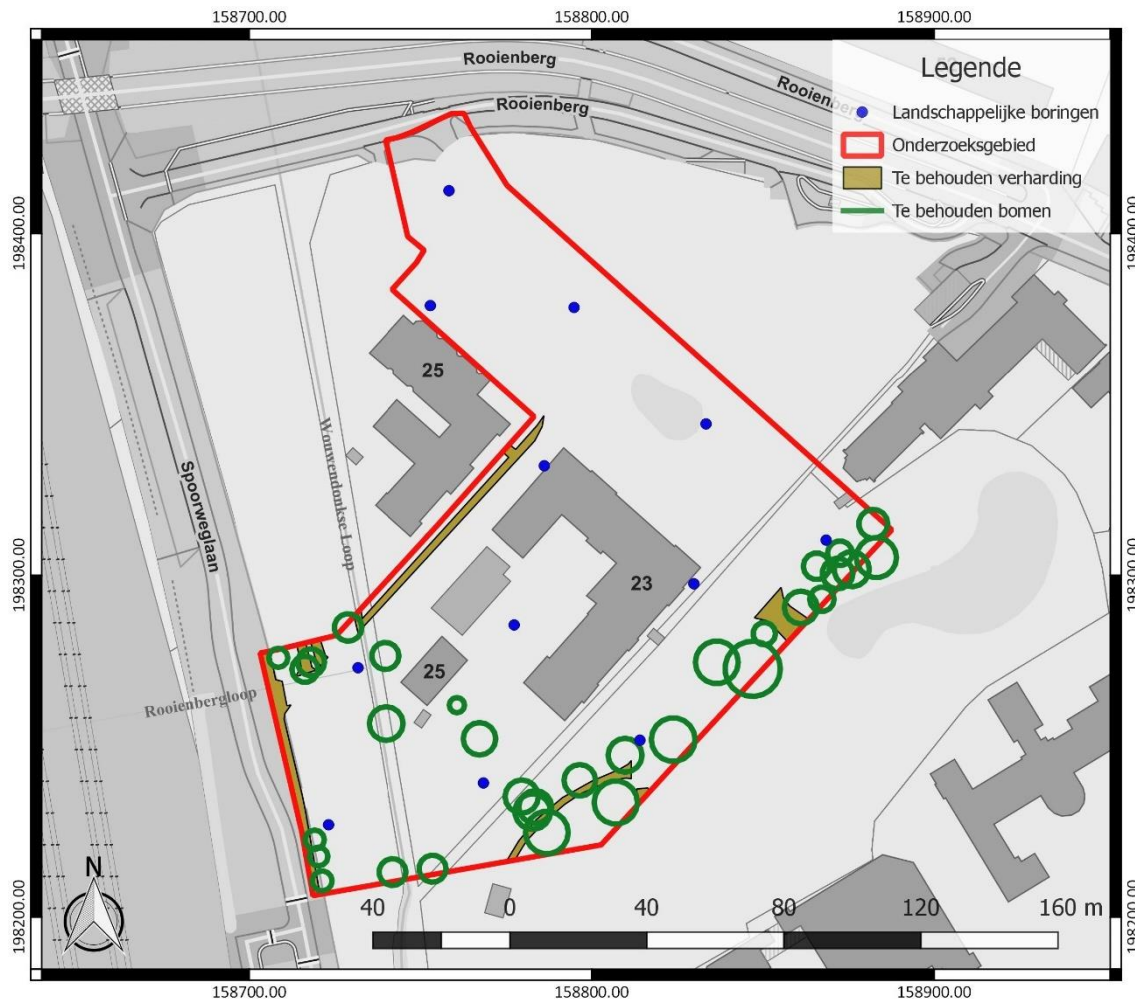 158700.00
158800.00
158900.00
Rooienberg
Rooienberg
Rooienberg
Legende
Landschappelijke boringen
Onderzoeksgebied
Te behouden verharding
Te behouden bomen
198400.00
198400.00
25
Wouwendonkse Loop
Spoorweglaan
23
198300.00
198300.00
25
Rooienbergloop
N
40
0
40
80
120
160 m
198200.00
198200.00
158700.00
158800.00
158900.00